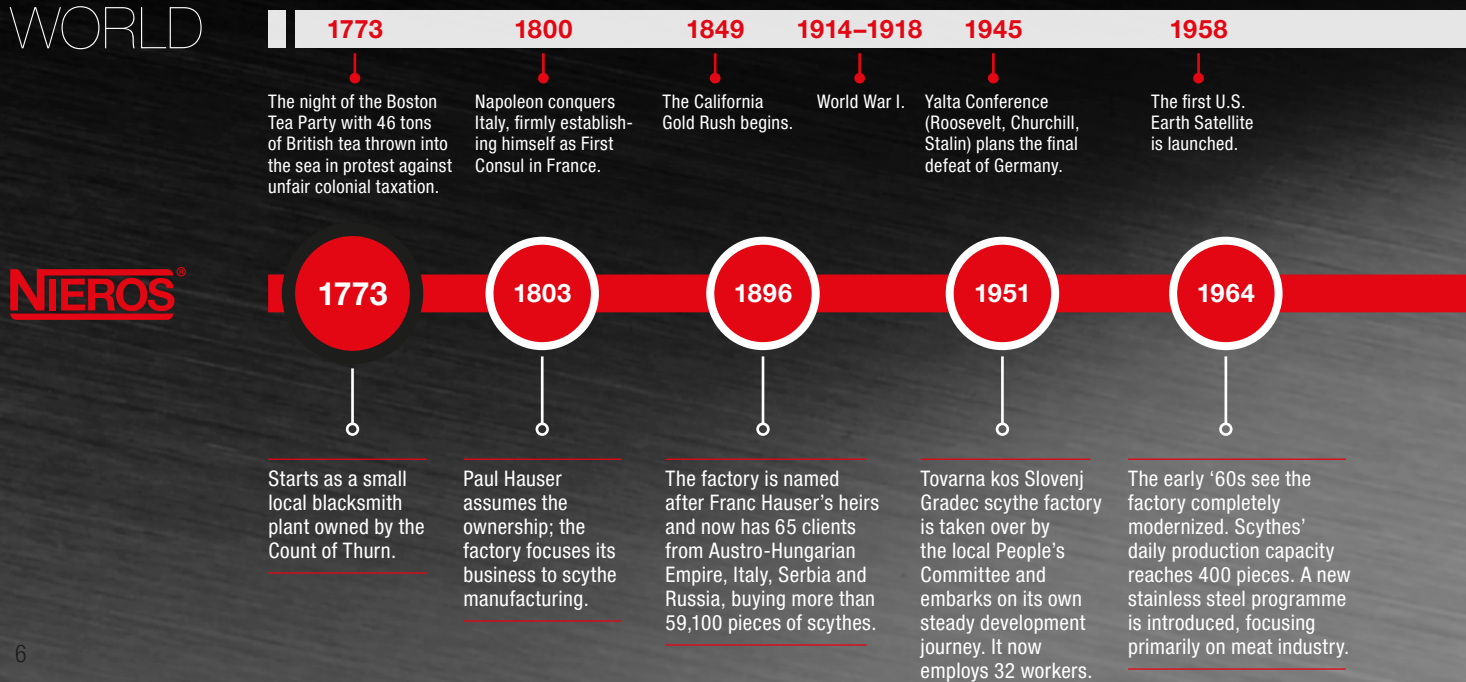 WORLD
1773
1800
1849
1914–1918
1945
1958
The night of the Boston
Tea Party with 46 tons
of British tea thrown into
the sea in protest against
unfair colonial taxation.
Napoleon conquers
Italy, firmly establish-
ing himself as First
Consul in France.
The California
Gold Rush begins.
World War I.
Yalta Conference
(Roosevelt, Churchill,
Stalin) plans the final
defeat of Germany.
The first U.S.
Earth Satellite
is launched.
NIEROS®
1773
1803
1896
1951
1964
Starts as a small
local blacksmith
plant owned by the
Count of Thurn.
Paul Hauser
assumes the
ownership; the
factory focuses its
business to scythe
manufacturing.
The factory is named
after Franc Hauser’s heirs
and now has 65 clients
from Austro-Hungarian
Empire, Italy, Serbia and
Russia, buying more than
59,100 pieces of scythes.
Tovarna kos Slovenj
Gradec scythe factory
is taken over by
the local People’s
Committee and
embarks on its own
steady development
journey. It now
employs 32 workers.
The early ‘60s see the
factory completely
modernized. Scythes’
daily production capacity
reaches 400 pieces. A new
stainless steel programme
is introduced, focusing
primarily on meat industry.
6